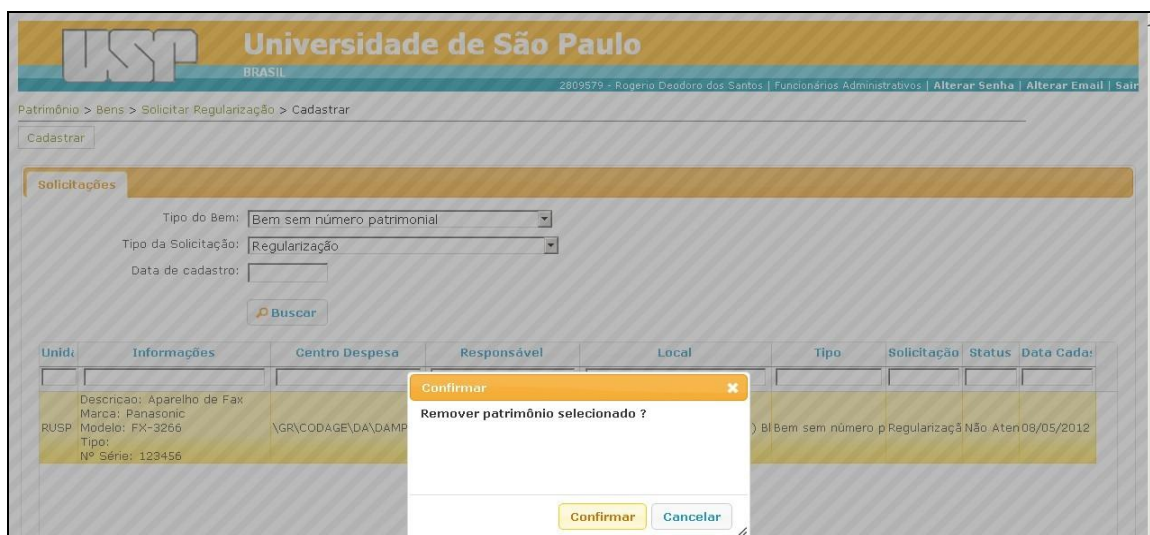 USP
Universidade de São Paulo
BRASIL
2809579 - Rogerio Deodoro dos Santos | Funcionários Administrativos | Alterar Senha | Alterar Email | Sair
Patrimônio > Bens > Solicitar Regularização > Cadastrar
Cadastrar
Solicitações
Tipo do Bem: Bem sem número patrimonial
Tipo da Solicitação: Regularização
Data de cadastro:
Buscar
Unida Informações Centro Despesa Responsável Local Tipo Solicitação Status Data Cadas
Confirmar
Remover patrimônio selecionado ?
Descricao: Aparelho de Fax
Marca: Panasonic
RUSP Modelo: FX-3266 \GR\CODAGE\DA\DAMP ) Bl Bem sem número p Regularizaçã Não Aten 08/05/2012
Tipo:
Nº Série: 123456
Confirmar Cancelar